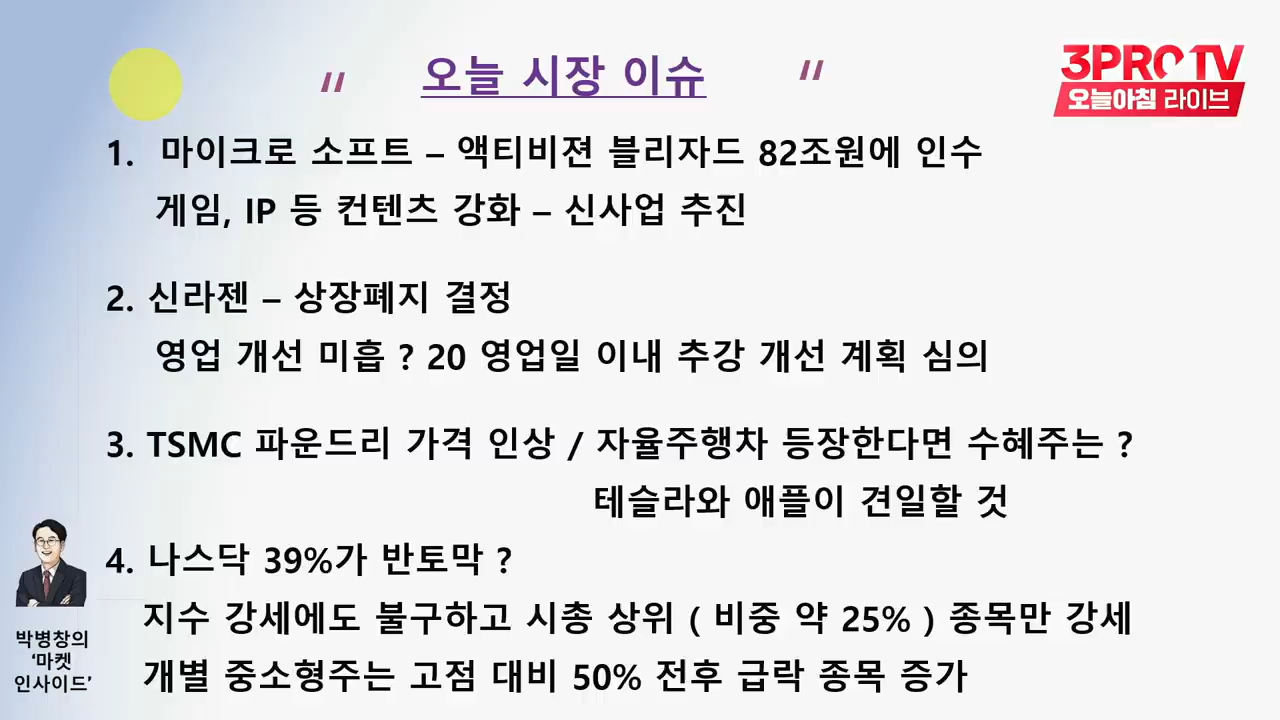 " 오늘 시장 이슈 "
3PRO TV
오늘아침 라이브
1. 마이크로 소프트 – 액티비젼 블리자드 82조원에 인수
게임, IP 등 컨텐츠 강화 – 신사업 추진
2. 신라젠 – 상장폐지 결정
영업 개선 미흡 ? 20 영업일 이내 추강 개선 계획 심의
3. TSMC 파운드리 가격 인상 / 자율주행차 등장한다면 수혜주는 ?
테슬라와 애플이 견일할 것
4. 나스닥 39%가 반토막 ?
지수 강세에도 불구하고 시총 상위 ( 비중 약 25% ) 종목만 강세
개별 중소형주는 고점 대비 50% 전후 급락 종목 증가
박병창의
‘마켓
인사이드’